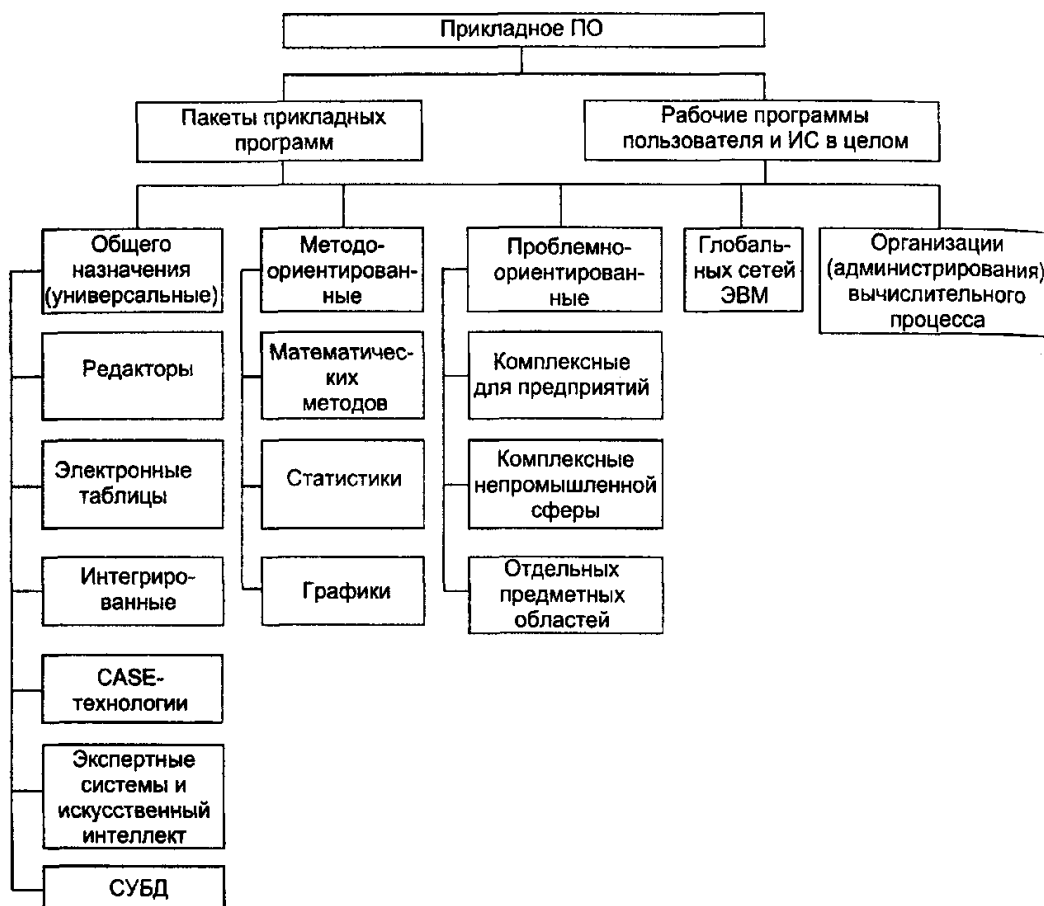 Прикладное ПО
Пакеты прикладных
программ
Рабочие программы
пользователя и ИС в целом
Общего
назначения
(универсальные)
Методо-
ориентирован-
ные
Проблемно-
ориентирован-
ные
Глобаль-
ных сетей
ЭВМ
Организации
(администрирования)
вычислительного
процесса
Редакторы
Математичес-
ких
методов
Комплексные
для предприятий
Электронные
таблицы
Статистики
Комплексные
непромышленной
сферы
Интегриро-
ванные
Графики
Отдельных
предметных
областей
CASE-
технологии
Экспертные
системы и
искусственный
интеллект
СУБД